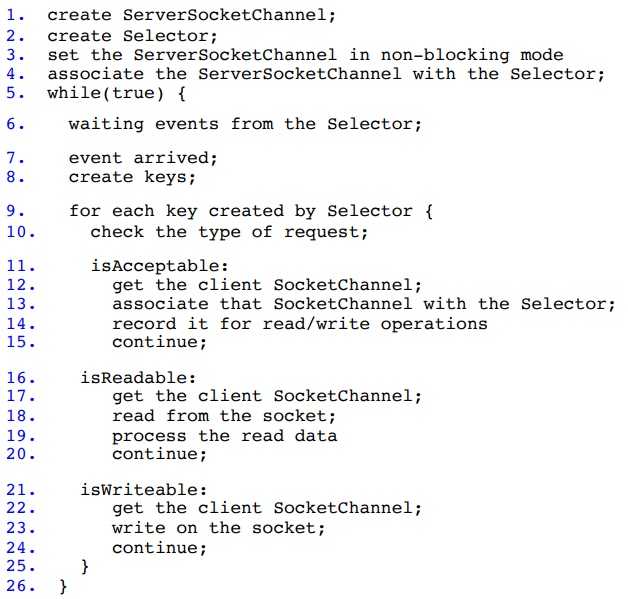 1. create ServerSocketChannel;
2. create Selector;
3. set the ServerSocketChannel in non-blocking mode
4. associate the ServerSocketChannel with the Selector;
5. while(true) {
6. waiting events from the Selector;
7. event arrived;
8. create keys;
9. for each key created by Selector {
10. check the type of request;
11. isAcceptable:
12. get the client SocketChannel;
13. associate that SocketChannel with the Selector;
14. record it for read/write operations
15. continue;
16. isReadable:
17. get the client SocketChannel;
18. read from the socket;
19. process the read data
20. continue;
21. isWriteable:
22. get the client SocketChannel;
23. write on the socket;
24. continue;
25. }
26. }